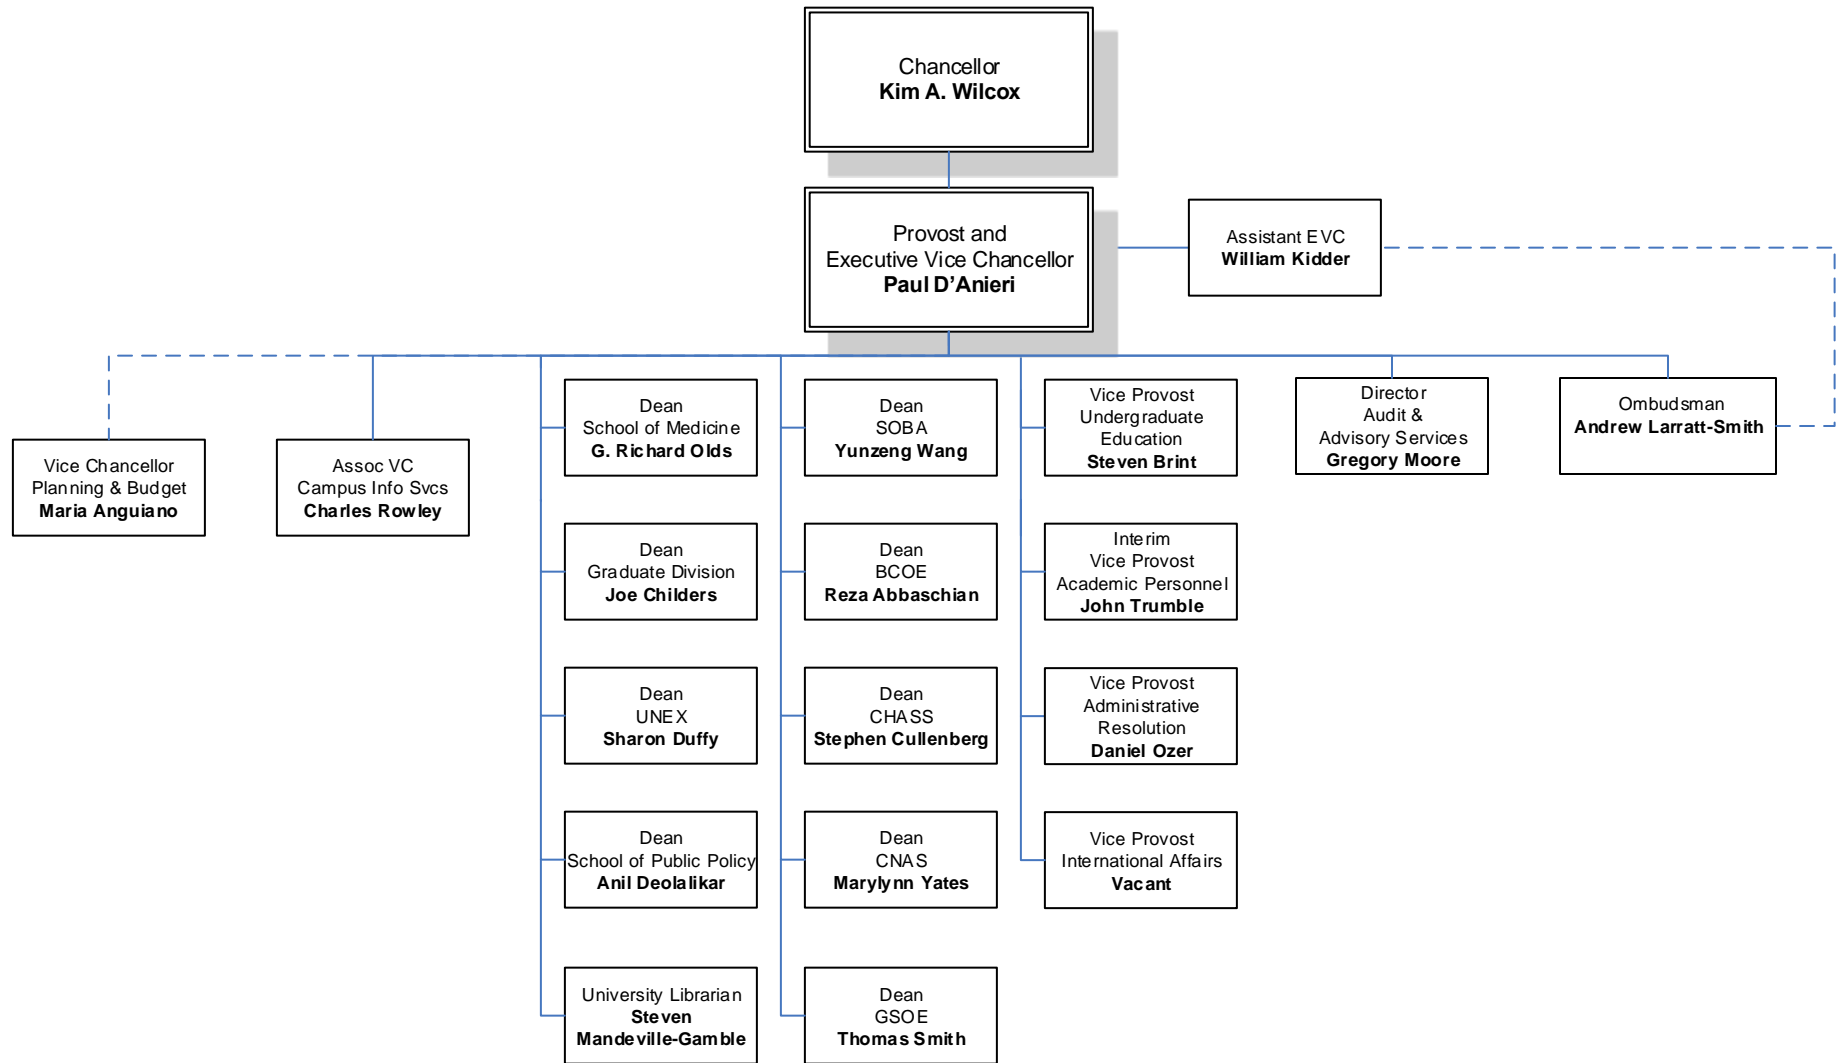 Chancellor
Kim A. Wilcox
Provost and
Executive Vice Chancellor
Paul D’Anieri
Assistant EVC
William Kidder
Vice Chancellor
Planning & Budget
Maria Anguiano
Assoc VC
Campus Info Svcs
Charles Rowley
Dean
School of Medicine
G. Richard Olds
Dean
SOBA
Yunzeng Wang
Vice Provost
Undergraduate
Education
Steven Brint
Director
Audit &
Advisory Services
Gregory Moore
Ombudsman
Andrew Larratt-Smith
Dean
Graduate Division
Joe Childers
Dean
BCOE
Reza Abbaschian
Interim
Vice Provost
Academic Personnel
John Trumble
Dean
UNEX
Sharon Duffy
Dean
CHASS
Stephen Cullenberg
Vice Provost
Administrative
Resolution
Daniel Ozer
Dean
School of Public Policy
Anil Deolalikar
Dean
CNAS
Marylynn Yates
Vice Provost
International Affairs
Vacant
University Librarian
Steven
Mandeville-Gamble
Dean
GSOE
Thomas Smith